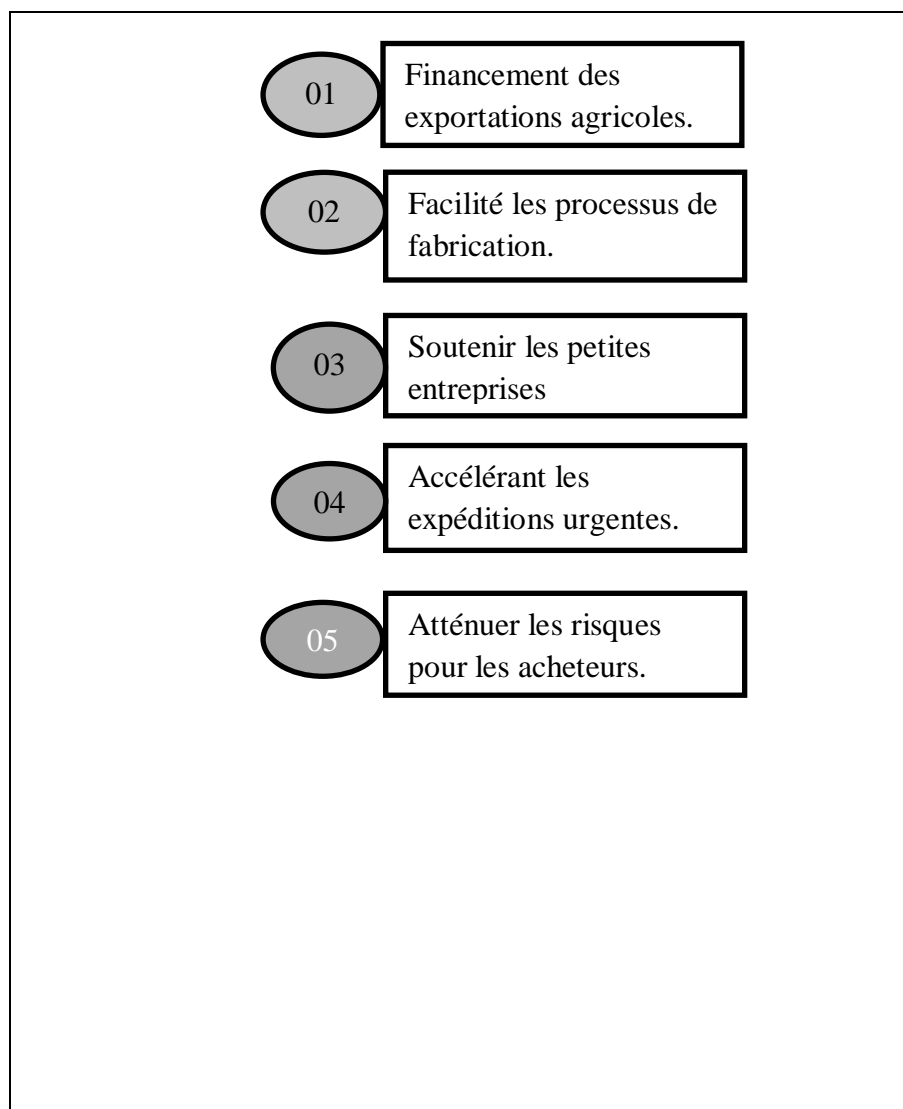 01
Financement des
exportations agricoles.
02
Facilité les processus de
fabrication.
03
Soutenir les petites
entreprises
04
Accélérant les
expéditions urgentes.
05
Atténuer les risques
pour les acheteurs.